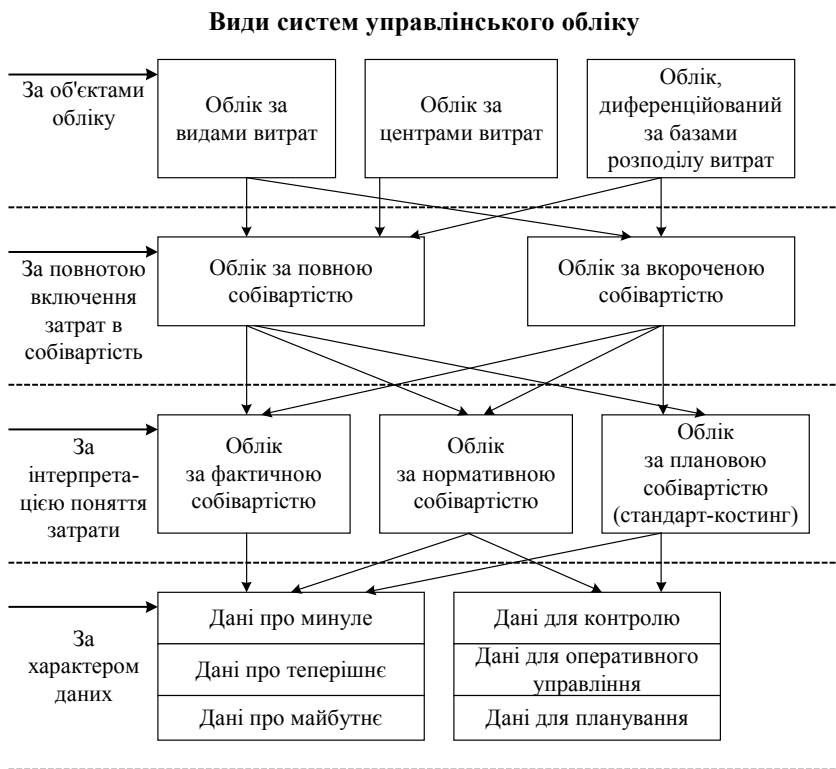 Види систем управлінського обліку
За об'єктами
обліку
Облік за
видами витрат
Облік за
центрами витрат
Облік,
диференційований
за базами
розподілу витрат
За повнотою
включення
затрат в
собівартість
Облік за повною
собівартістю
Облік за вкороченою
собівартістю
За
інтерпрета-
цією поняття
затрати
Облік
за фактичною
собівартістю
Облік
за нормативною
собівартістю
Облік
за плановою
собівартістю
(стандарт-костинг)
За
характером
даних
Дані про минуле
Дані про теперішнє
Дані про майбутнє
Дані для контролю
Дані для оперативного
управління
Дані для планування